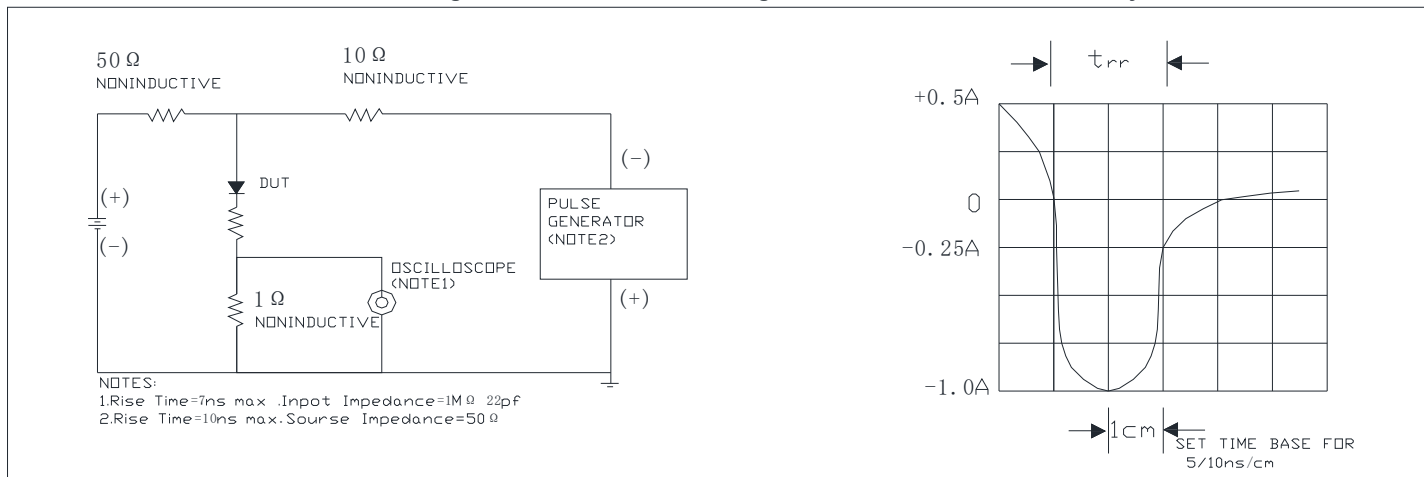 50 Ω
NONINDUCTIVE
10 Ω
NONINDUCTIVE
(+)
(-)
DUT
1 Ω
NONINDUCTIVE
OSCILLOSCOPE
(NOTE1)
(-)
PULSE
GENERATOR
(NOTE2)
(+)
NOTES:
1.Rise Time=7ns max .Inpot Impedance=1M Ω 22pf
2.Rise Time=10ns max.Sourse Impedance=50 Ω
trr
+0.5A
0
-0.25A
-1.0A
1cm
SET TIME BASE FOR
5/10ns/cm